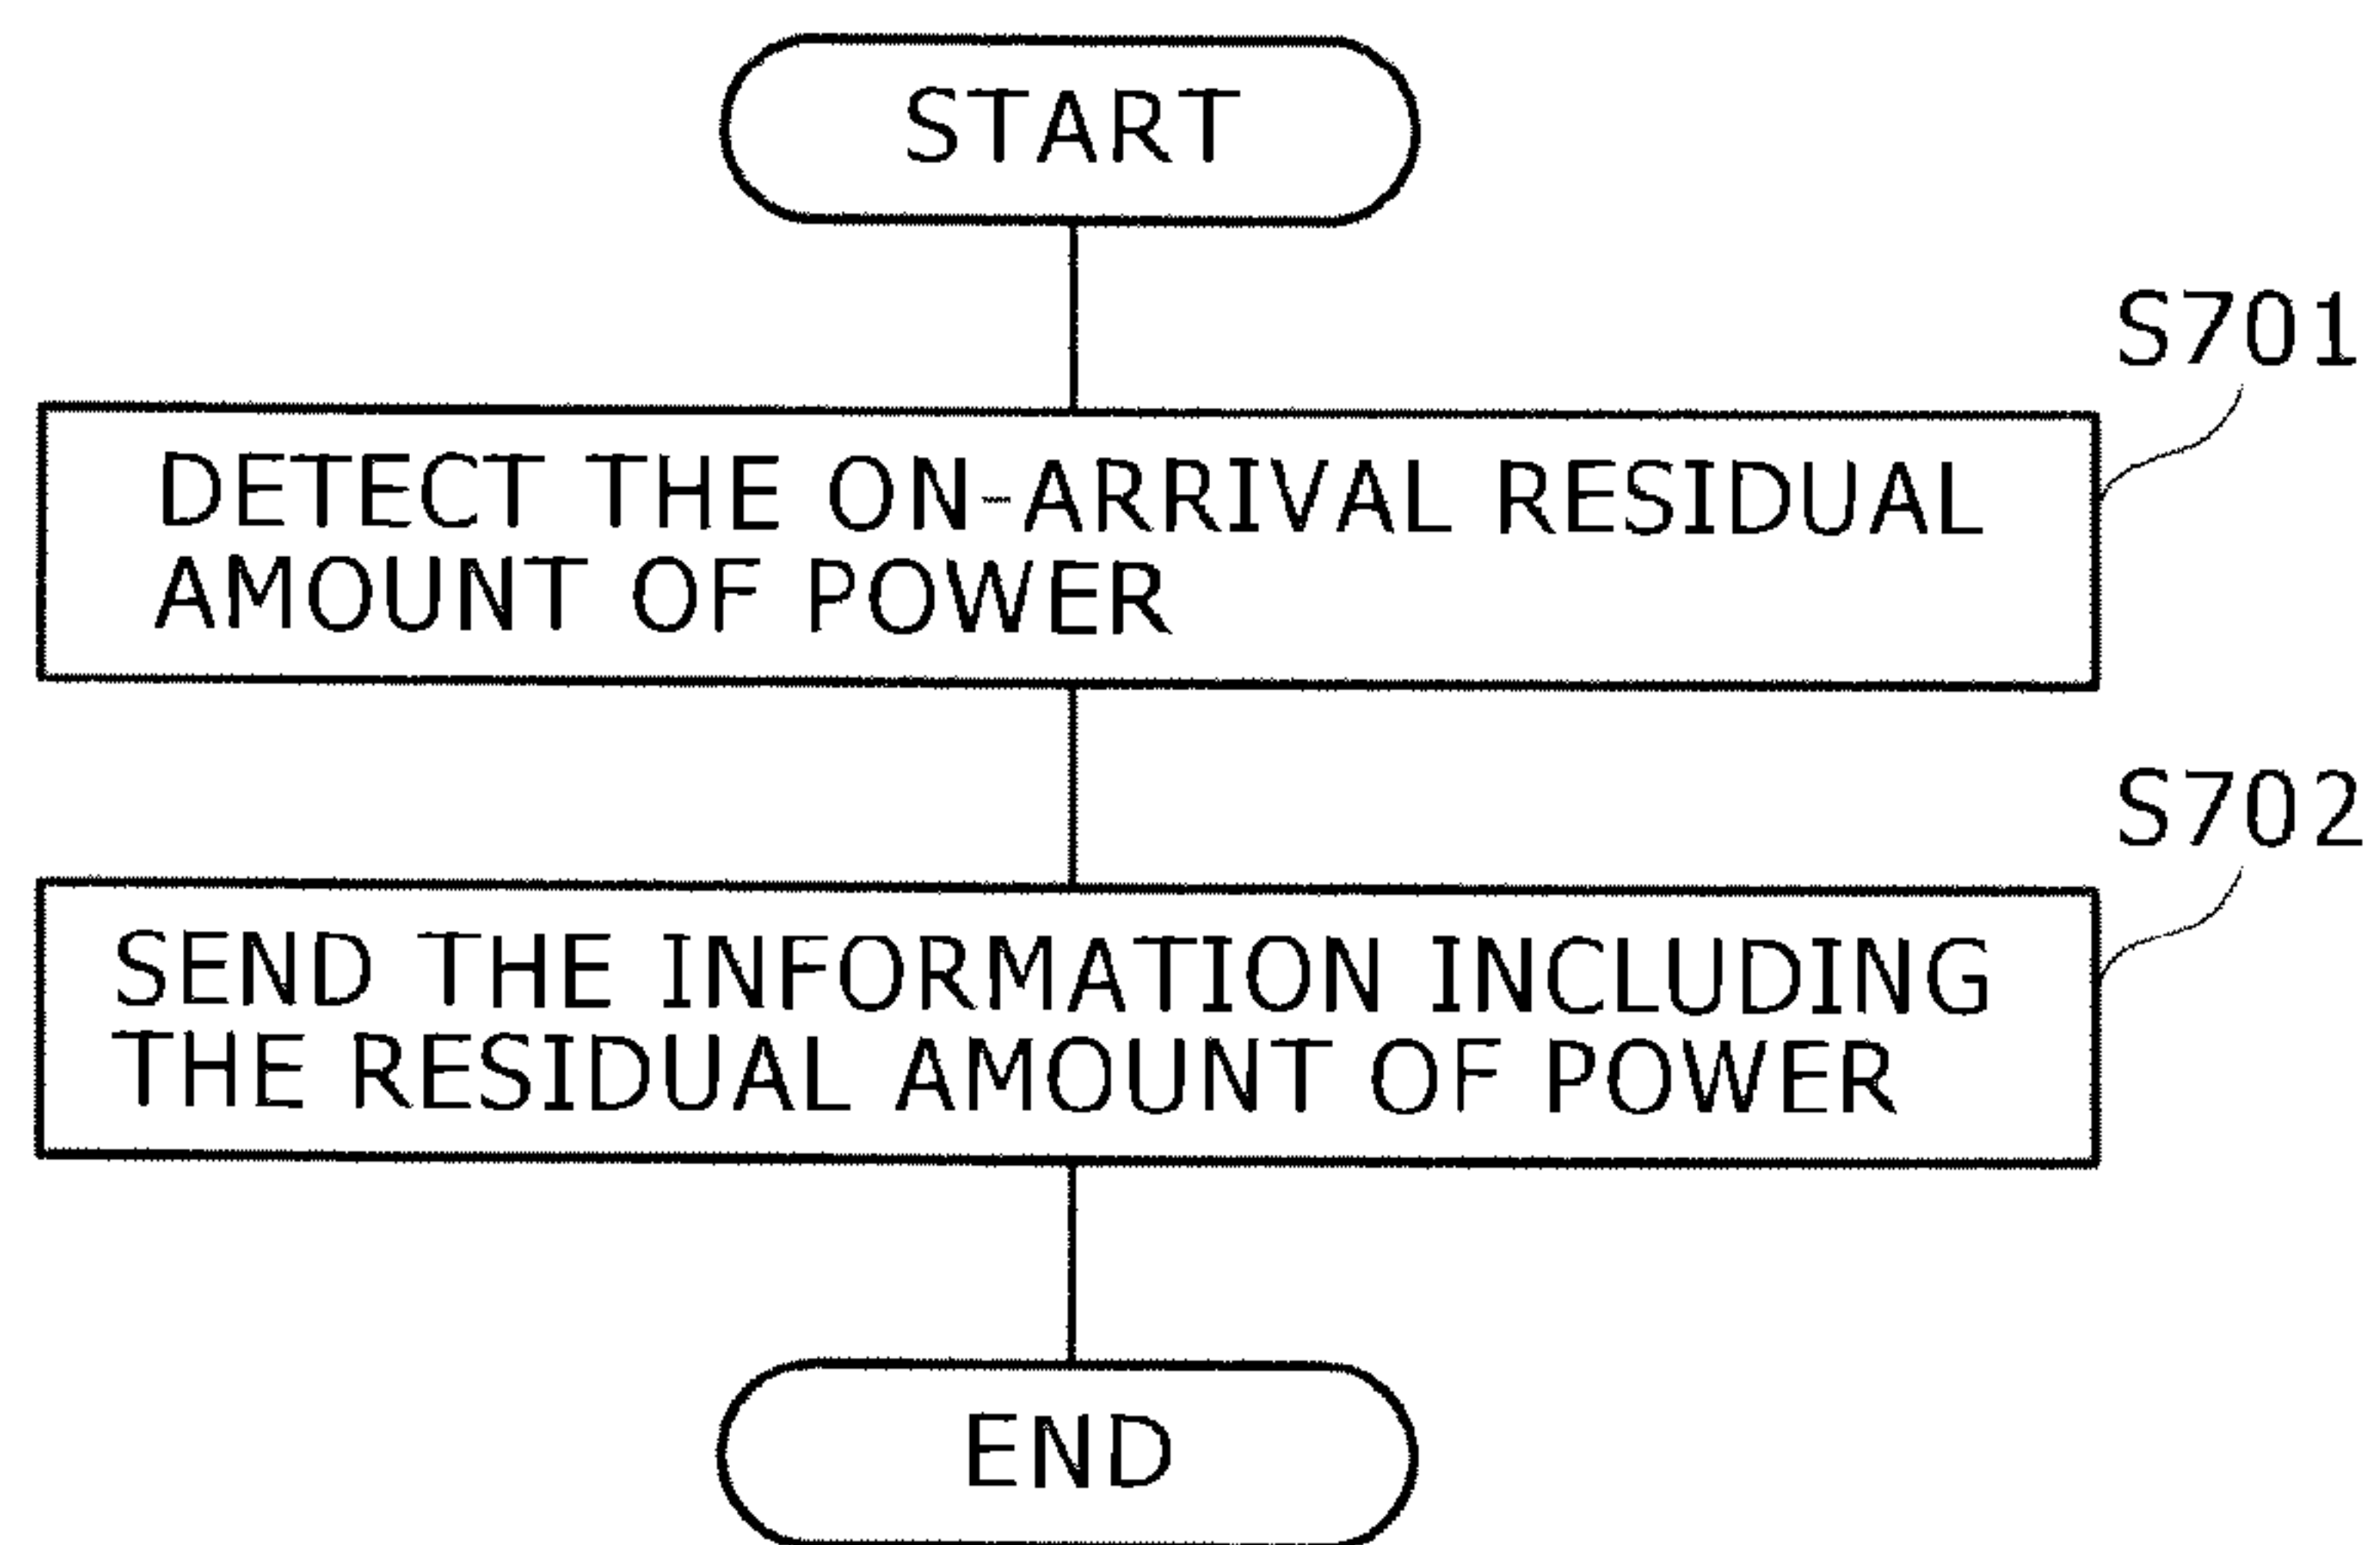 START
S701
DETECT THE ON-ARRIVAL RESIDUAL
AMOUNT OF POWER
S702
SEND THE INFORMATION INCLUDING
THE RESIDUAL AMOUNT OF POWER
END